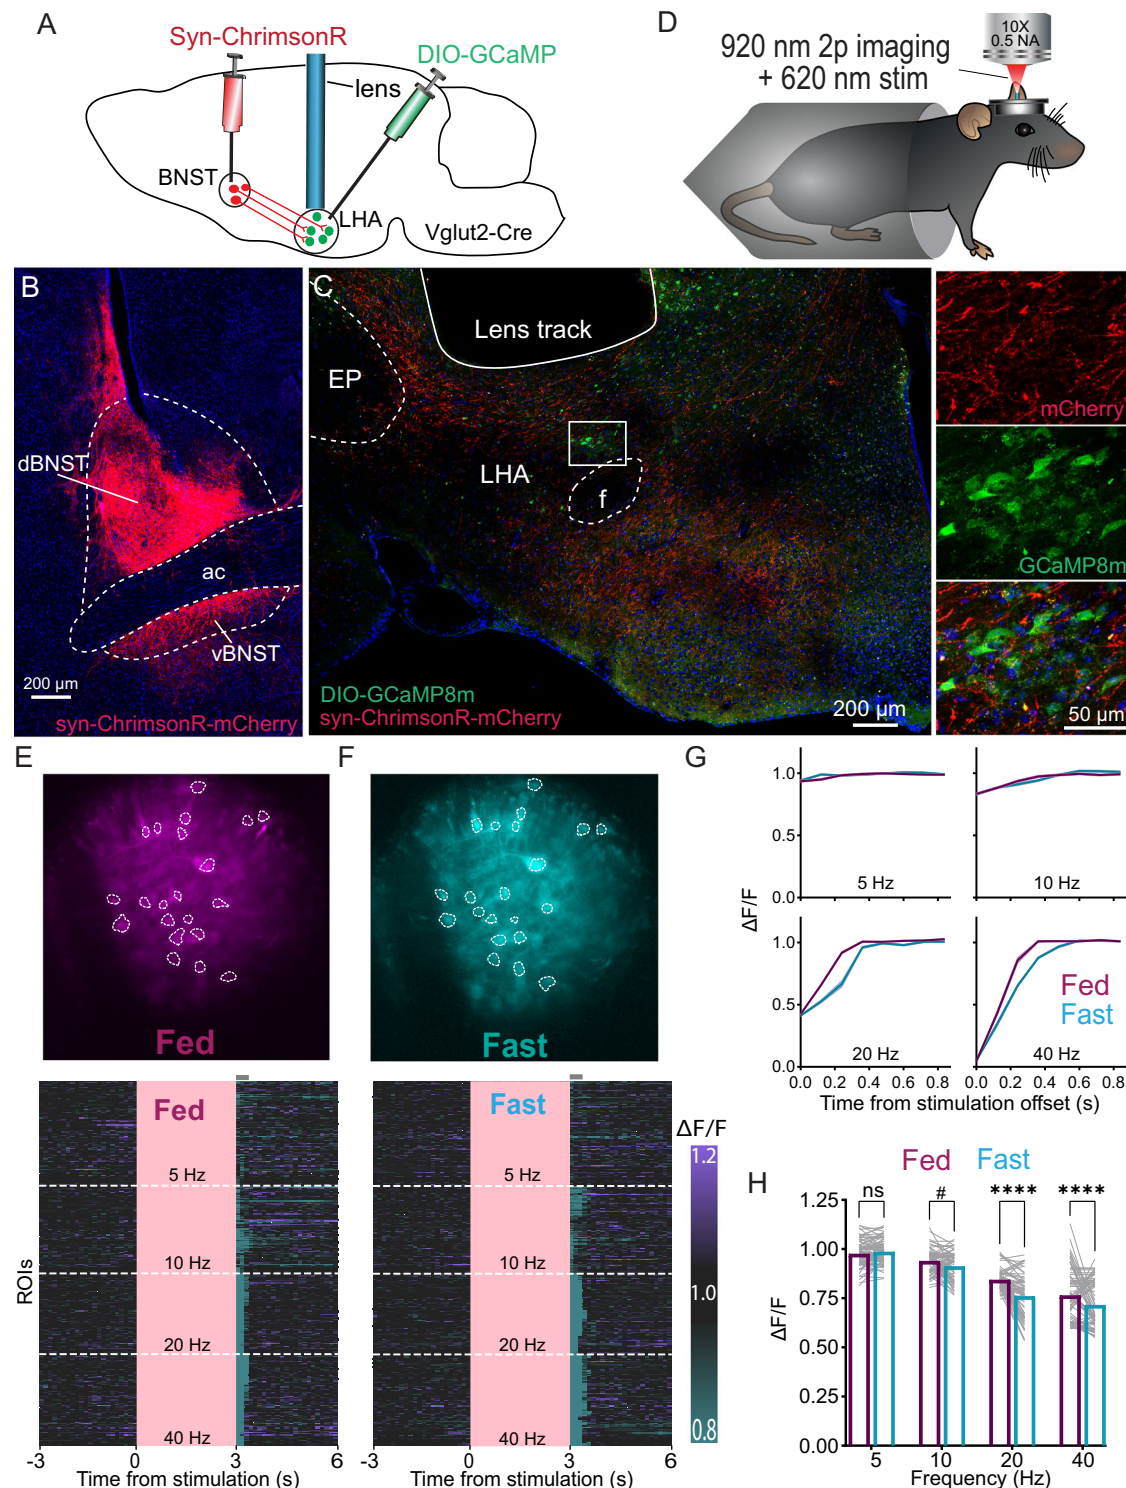 A
Syn-ChrimsonR
DIO-GCaMP
lens
BNST
LHA
Vglut2-Cre
D
10X
0.5 NA
920 nm 2p imaging
+ 620 nm stim
B
dBNST
ac
vBNST
200 µm
syn-ChrimsonR-mCherry
C
Lens track
EP
LHA
f
DIO-GCaMP8m
syn-ChrimsonR-mCherry
200 µm
mCherry
GCaMP8m
50 µm
E
Fed
F
Fast
G
ΔF/F
1.0
0.5
0.0
5 Hz
10 Hz
1.0
0.5
0.0
20 Hz
40 Hz
Fed
Fast
0.0 0.2 0.4 0.6 0.8
0.0 0.2 0.4 0.6 0.8
Time from stimulation offset (s)
ROIs
Fed
5 Hz
10 Hz
20 Hz
40 Hz
-3 0 3 6
Time from stimulation (s)
Fast
5 Hz
10 Hz
20 Hz
40 Hz
-3 0 3 6
Time from stimulation (s)
ΔF/F
1.2
1.0
0.8
H
Fed Fast
ns # **** ****
ΔF/F
1.25
1.00
0.75
0.50
0.25
0.00
5 10 20 40
Frequency (Hz)